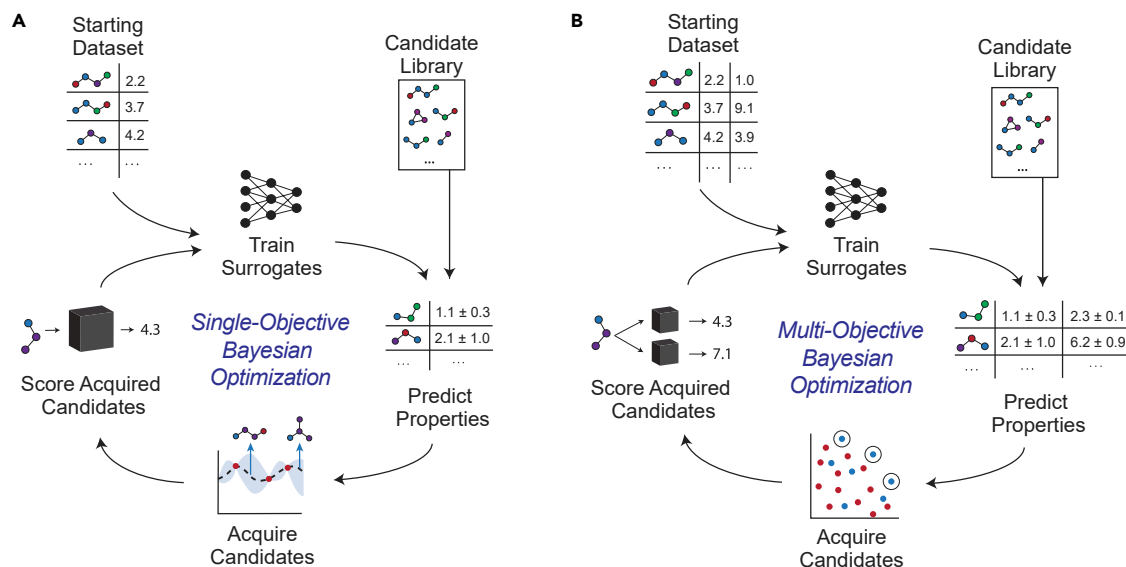 A
Starting
Dataset
2.2
3.7
4.2
... ...
Candidate
Library
...
Train
Surrogates
1.1 ± 0.3
2.1 ± 1.0
... ...
Predict
Properties
Single-Objective
Bayesian
Optimization
4.3
Score Acquired
Candidates
Acquire
Candidates
B
Starting
Dataset
2.2 1.0
3.7 9.1
4.2 3.9
... ... ...
Candidate
Library
...
Train
Surrogates
1.1 ± 0.3 2.3 ± 0.1
2.1 ± 1.0 6.2 ± 0.9
... ... ...
Predict
Properties
Multi-Objective
Bayesian
Optimization
4.3
7.1
Score Acquired
Candidates
Acquire
Candidates